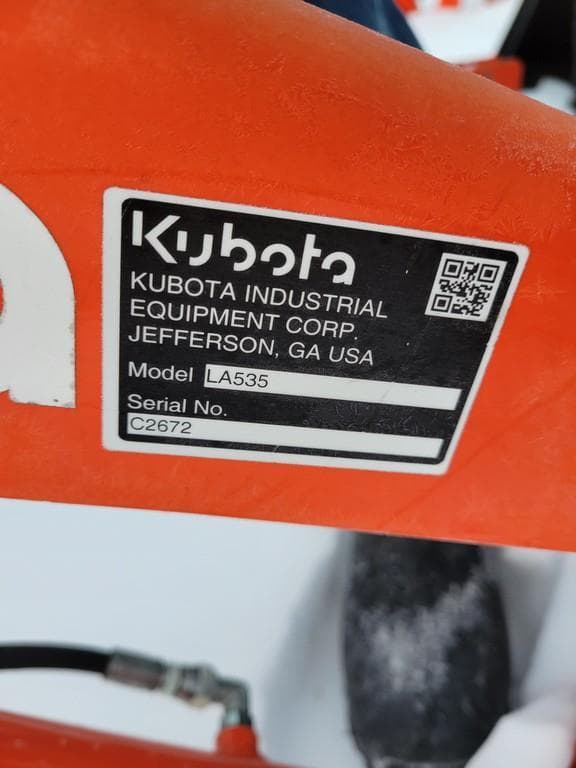 Kubota
KUBOTA INDUSTRIAL
EQUIPMENT CORP.
JEFFERSON, GA USA
Model LA535
Serial No.
C2672